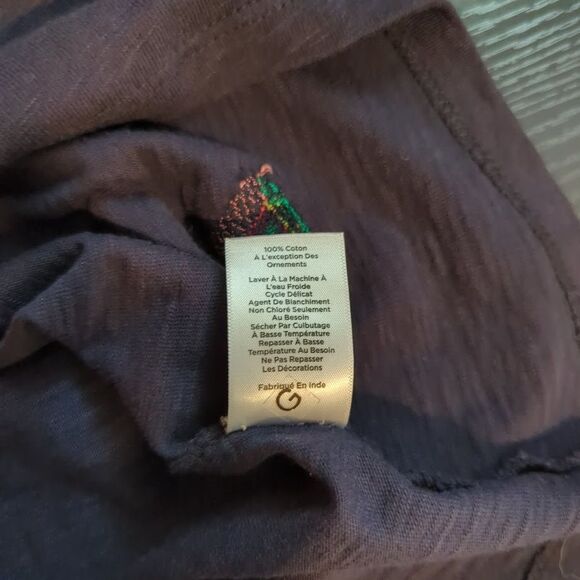 100% Coton
À L'exception Des
Ornements
Laver À La Machine À
L'eau Froide
Cycle Délicat
Agent De Blanchiment
Non Chloré Seulement
Au Besoin
Sécher Par Culbutage
À Basse Température
Repasser À Basse
Température Au Besoin
Ne Pas Repasser
Les Décorations
Fabriqué En Inde
G